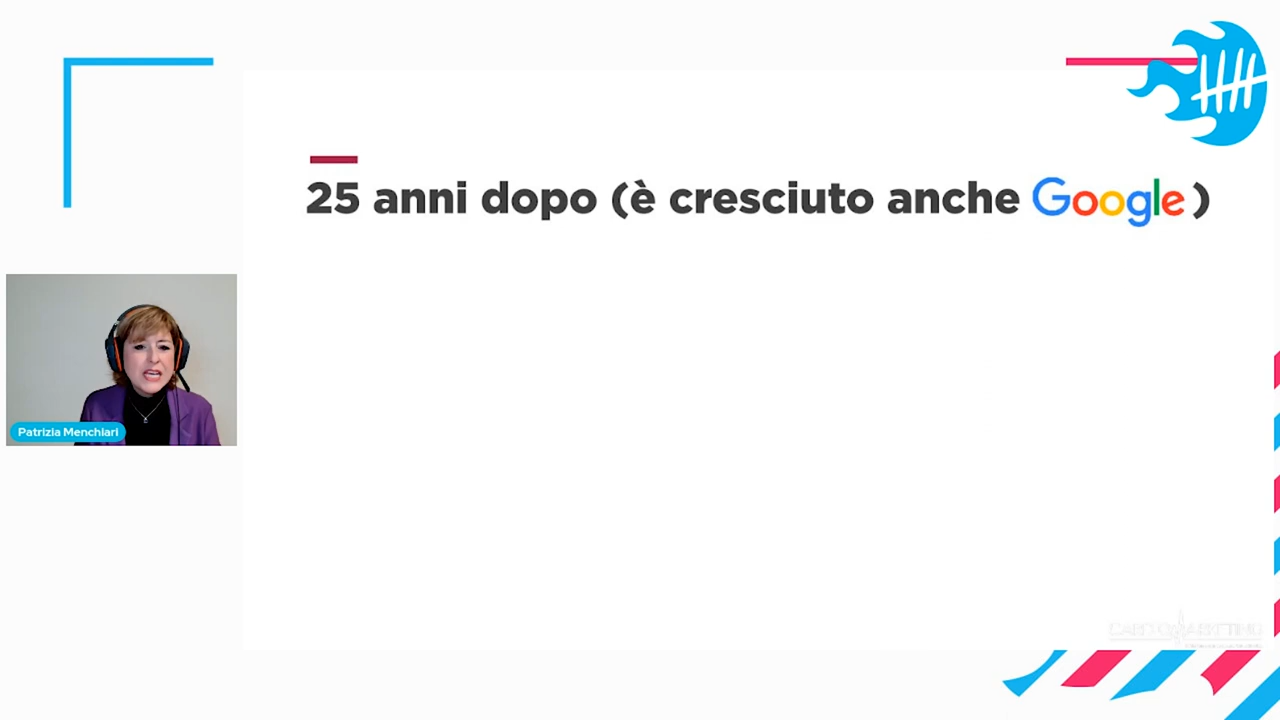 25 anni dopo (è cresciuto anche Google)
Patrizia Menchiari